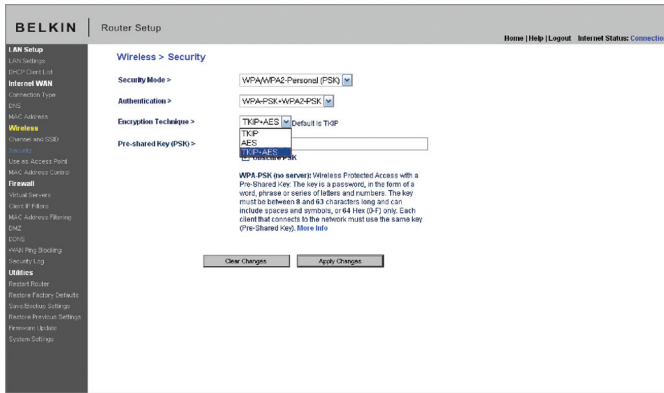 BELKIN
Router Setup
Home | Help | Logout Internet Status: Connection
LAN Setup
LAN Settings
DHCP Client List
Internet WAN
Connection Type
DNS
MAC Address
Wireless
Channel and SSID
Security
Use as Access Point
MAC Address Control
Firewall
Virtual Servers
Client IP Filters
MAC Address Filtering
DMZ
DDNS
WAN Ping Blocking
Security Log
Utilities
Restart Router
Restore Factory Defaults
Save/Backup Settings
Restore Previous Settings
Firmware Update
System Settings
Wireless > Security
Security Mode > WPA/WPA2-Personal (PSK)
Authentication > WPA-PSK+WPA2-PSK
Encryption Technique > TKIP+AES Default is TKIP
TKIP
AES
TKIP+AES
Pre-shared Key (PSK) >
Obscure PSK
WPA-PSK (no server): Wireless Protected Access with a
Pre-Shared Key: The key is a password, in the form of a
word, phrase or series of letters and numbers. The key
must be between 8 and 63 characters long and can
include spaces and symbols, or 64 Hex (0-F) only. Each
client that connects to the network must use the same key
(Pre-Shared Key). More Info
Clear Changes Apply Changes